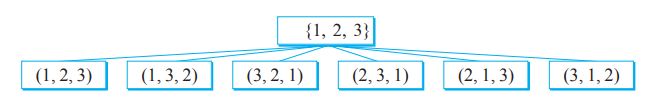 {1, 2, 3}
(1, 2, 3) (1, 3, 2) (3, 2, 1) (2, 3, 1) (2, 1, 3) (3, 1, 2)